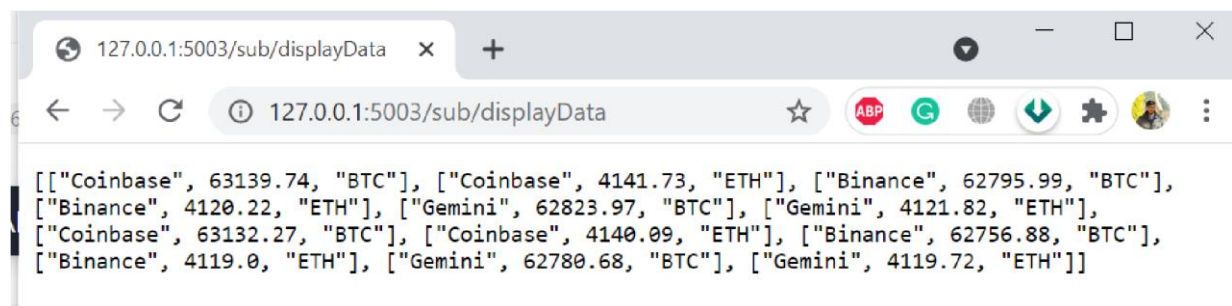 127.0.0.1:5003/sub/displayData
127.0.0.1:5003/sub/displayData
ABP
G
[["Coinbase", 63139.74, "BTC"], ["Coinbase", 4141.73, "ETH"], ["Binance", 62795.99, "BTC"],
["Binance", 4120.22, "ETH"], ["Gemini", 62823.97, "BTC"], ["Gemini", 4121.82, "ETH"],
["Coinbase", 63132.27, "BTC"], ["Coinbase", 4140.09, "ETH"], ["Binance", 62756.88, "BTC"],
["Binance", 4119.0, "ETH"], ["Gemini", 62780.68, "BTC"], ["Gemini", 4119.72, "ETH"]]